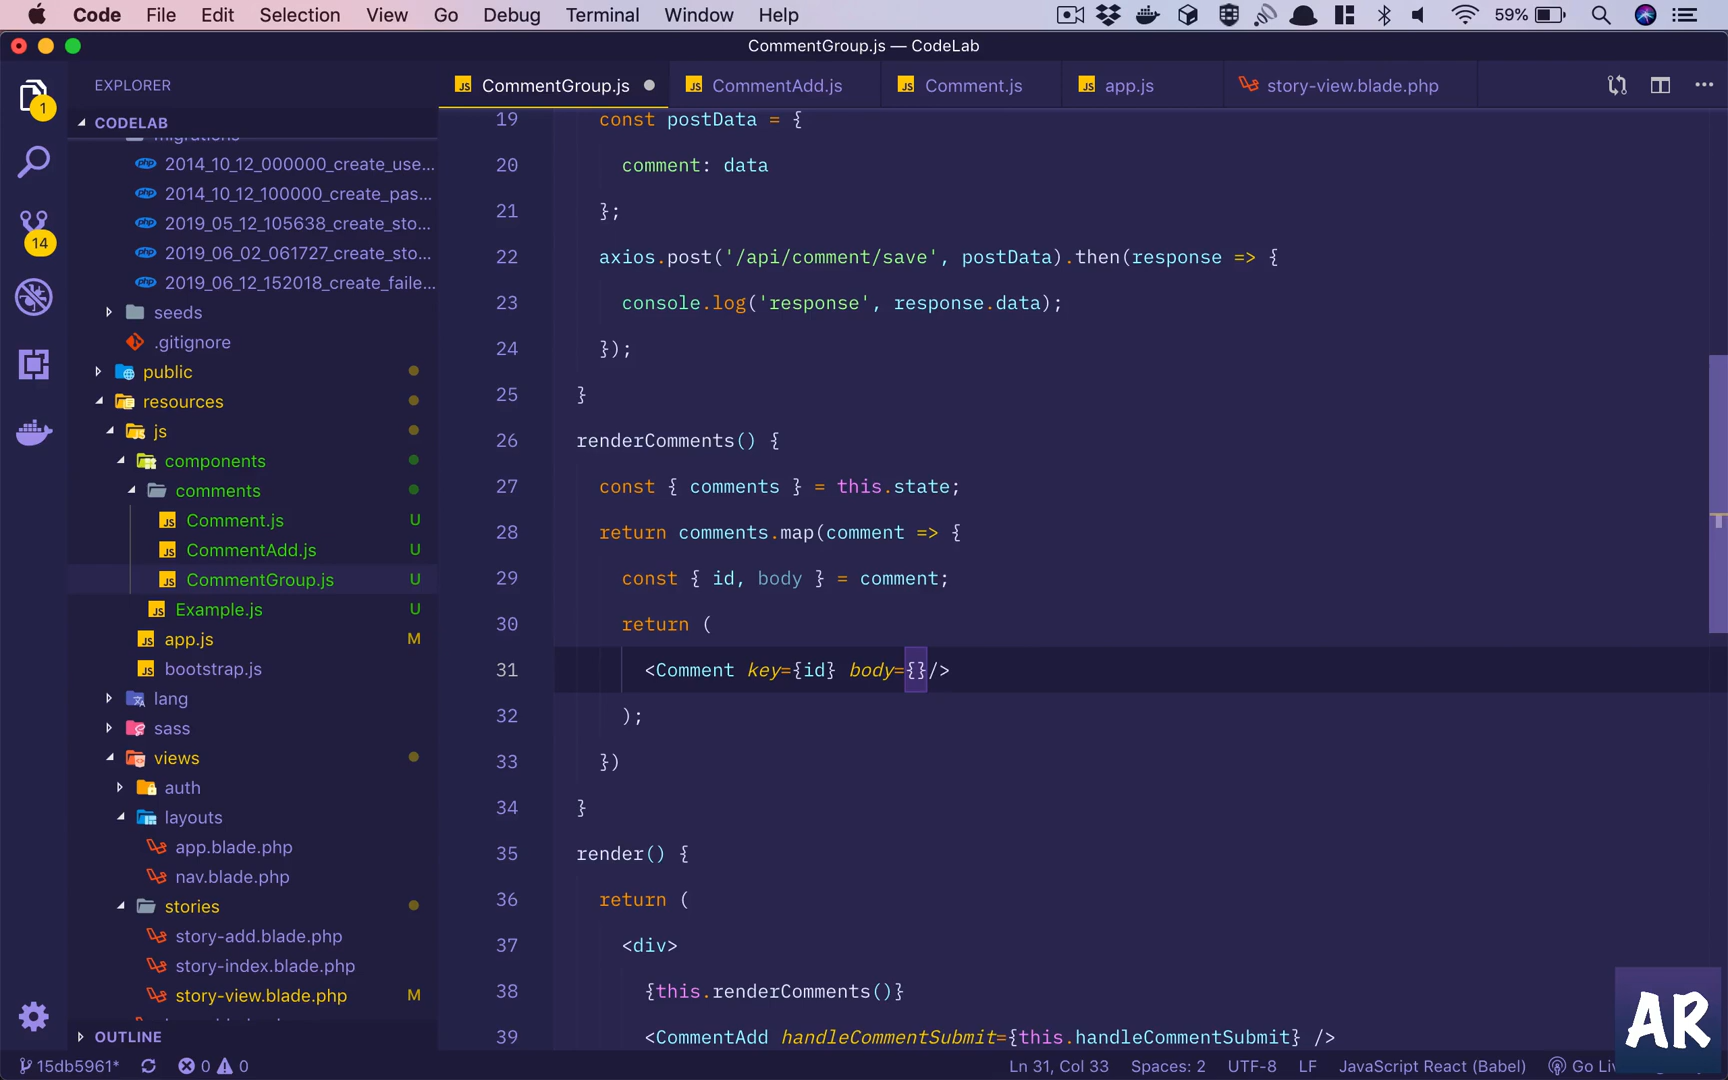 Code File Edit Selection View Go Debug Terminal Window Help 59%
CommentGroup.js — CodeLab
1
EXPLORER
CommentGroup.js CommentAdd.js Comment.js app.js story-view.blade.php
CODELAB
migrations
2014_10_12_000000_create_use...
2014_10_12_100000_create_pas...
2019_05_12_105638_create_sto...
2019_06_02_061727_create_sto...
2019_06_12_152018_create_faile...
14
seeds
.gitignore
public
resources
js
components
comments
Comment.js U
CommentAdd.js U
CommentGroup.js U
Example.js U
app.js M
bootstrap.js
lang
sass
views
auth
layouts
app.blade.php
nav.blade.php
stories
story-add.blade.php
story-index.blade.php
story-view.blade.php M
OUTLINE
19 const postData = {
20 comment: data
21 };
22 axios.post('/api/comment/save', postData).then(response => {
23 console.log('response', response.data);
24 });
25 }
26 renderComments() {
27 const { comments } = this.state;
28 return comments.map(comment => {
29 const { id, body } = comment;
30 return (
31 <Comment key={id} body={}/>
32 );
33 })
34 }
35 render() {
36 return (
37 <div>
38 {this.renderComments()}
39 <CommentAdd handleCommentSubmit={this.handleCommentSubmit} />
AR
15db5961* 0 0 Ln 31, Col 33 Spaces: 2 UTF-8 LF JavaScript React (Babel) Go Li